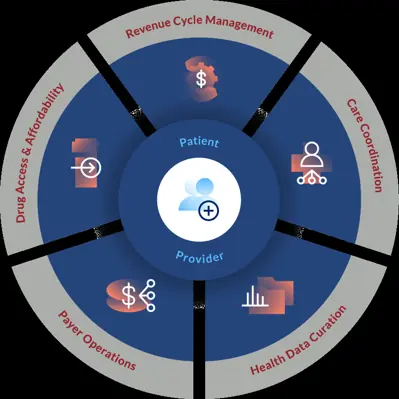 Revenue Cycle Management
Care Coordination
Health Data Curation
Payer Operations
Drug Access & Affordability
Patient
Provider